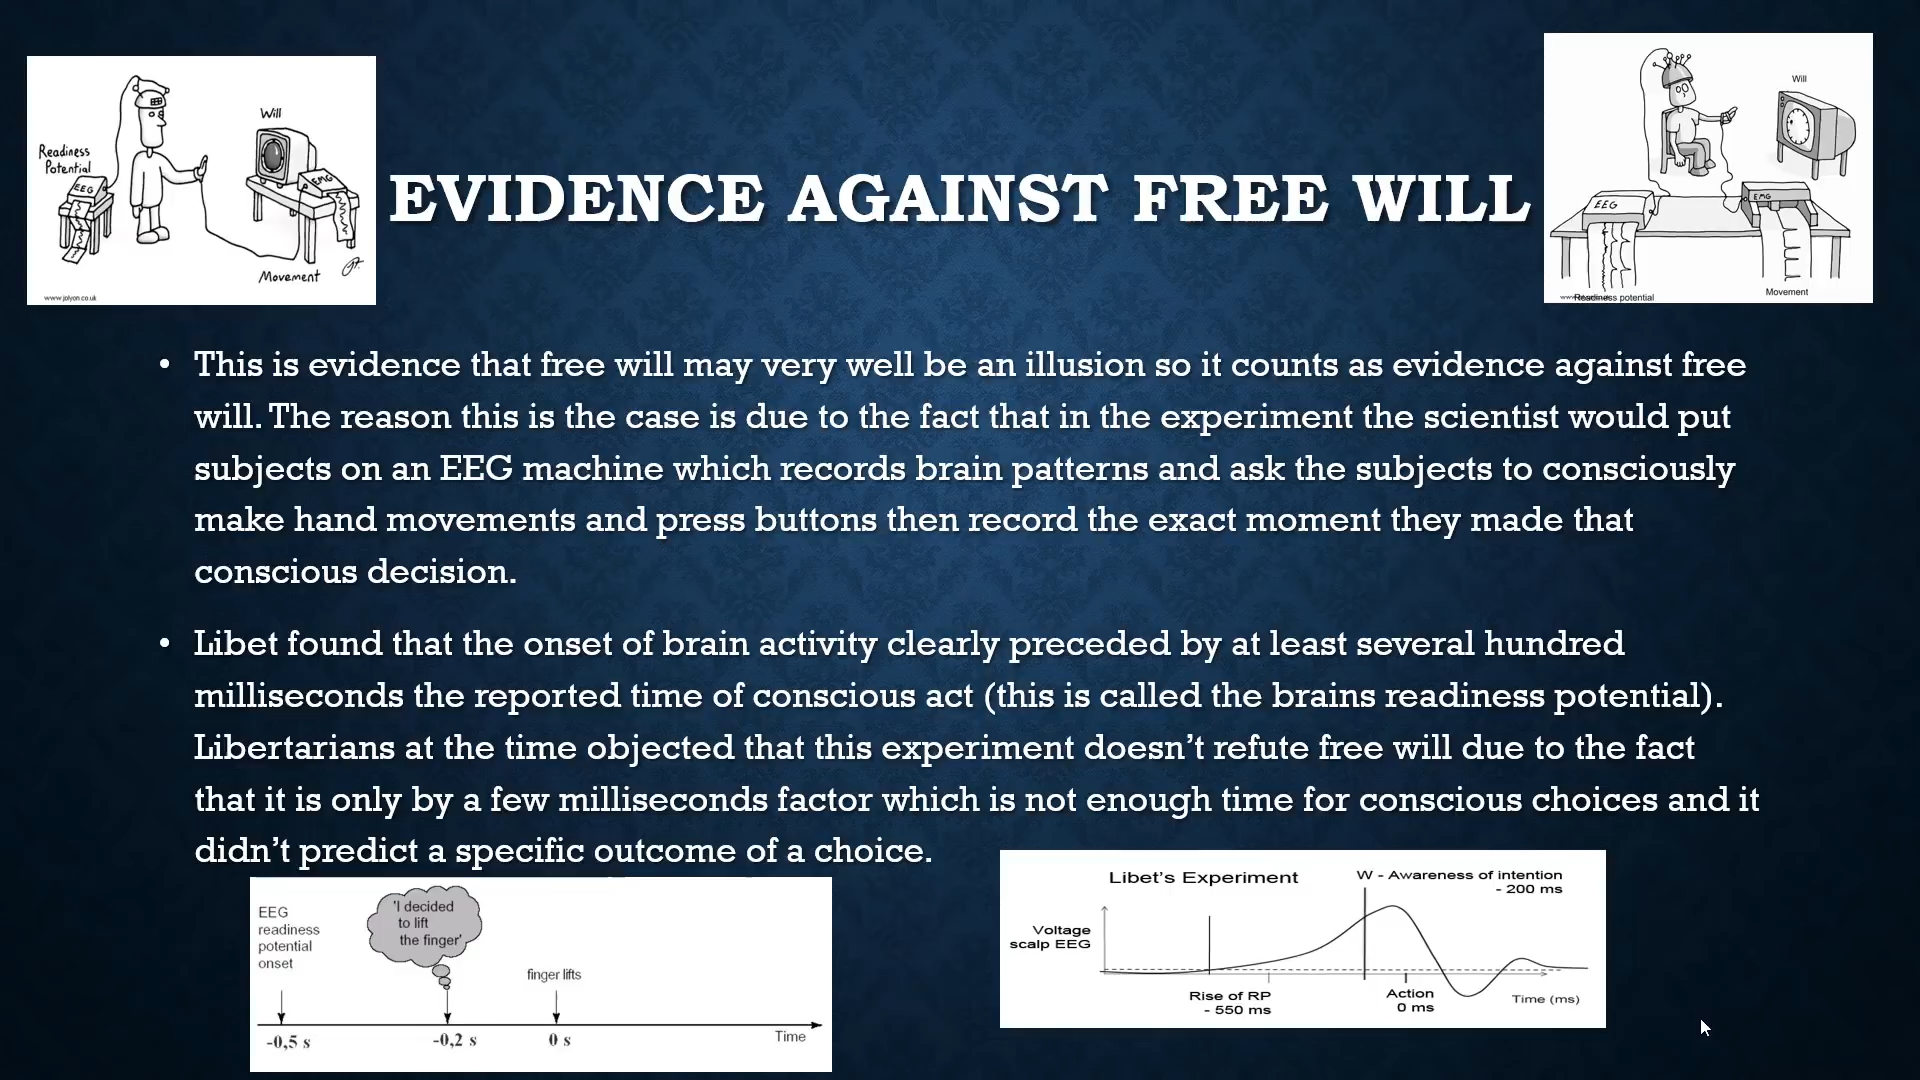 Will
Readiness
Potential
EEG
EMG
Movement
www.jolyon.co.uk
EVIDENCE AGAINST FREE WILL
Will
EEG
EMG
Readiness potential
Movement
• This is evidence that free will may very well be an illusion so it counts as evidence against free
will. The reason this is the case is due to the fact that in the experiment the scientist would put
subjects on an EEG machine which records brain patterns and ask the subjects to consciously
make hand movements and press buttons then record the exact moment they made that
conscious decision.
• Libet found that the onset of brain activity clearly preceded by at least several hundred
milliseconds the reported time of conscious act (this is called the brains readiness potential).
Libertarians at the time objected that this experiment doesn’t refute free will due to the fact
that it is only by a few milliseconds factor which is not enough time for conscious choices and it
didn’t predict a specific outcome of a choice.
EEG
readiness
potential
onset
'I decided
to lift
the finger'
finger lifts
-0,5 s
-0,2 s
0 s
Time
Libet's Experiment
W - Awareness of intention
- 200 ms
Voltage
scalp EEG
Rise of RP
- 550 ms
Action
0 ms
Time (ms)